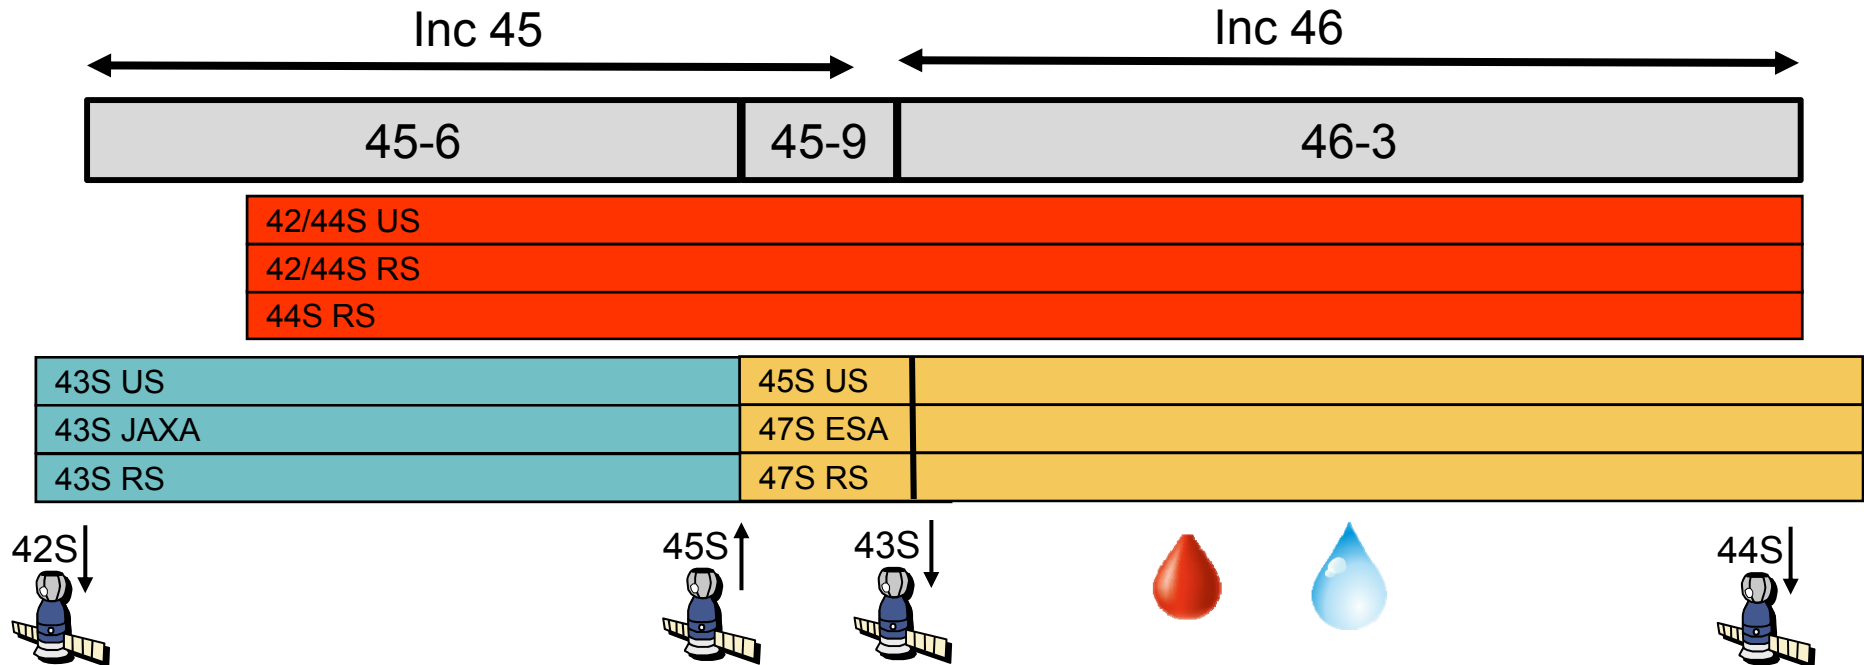 Inc 45
Inc 46
45-6
45-9
46-3
42/44S US
42/44S RS
44S RS
43S US
45S US
43S JAXA
47S ESA
43S RS
47S RS
42S
45S
43S
44S